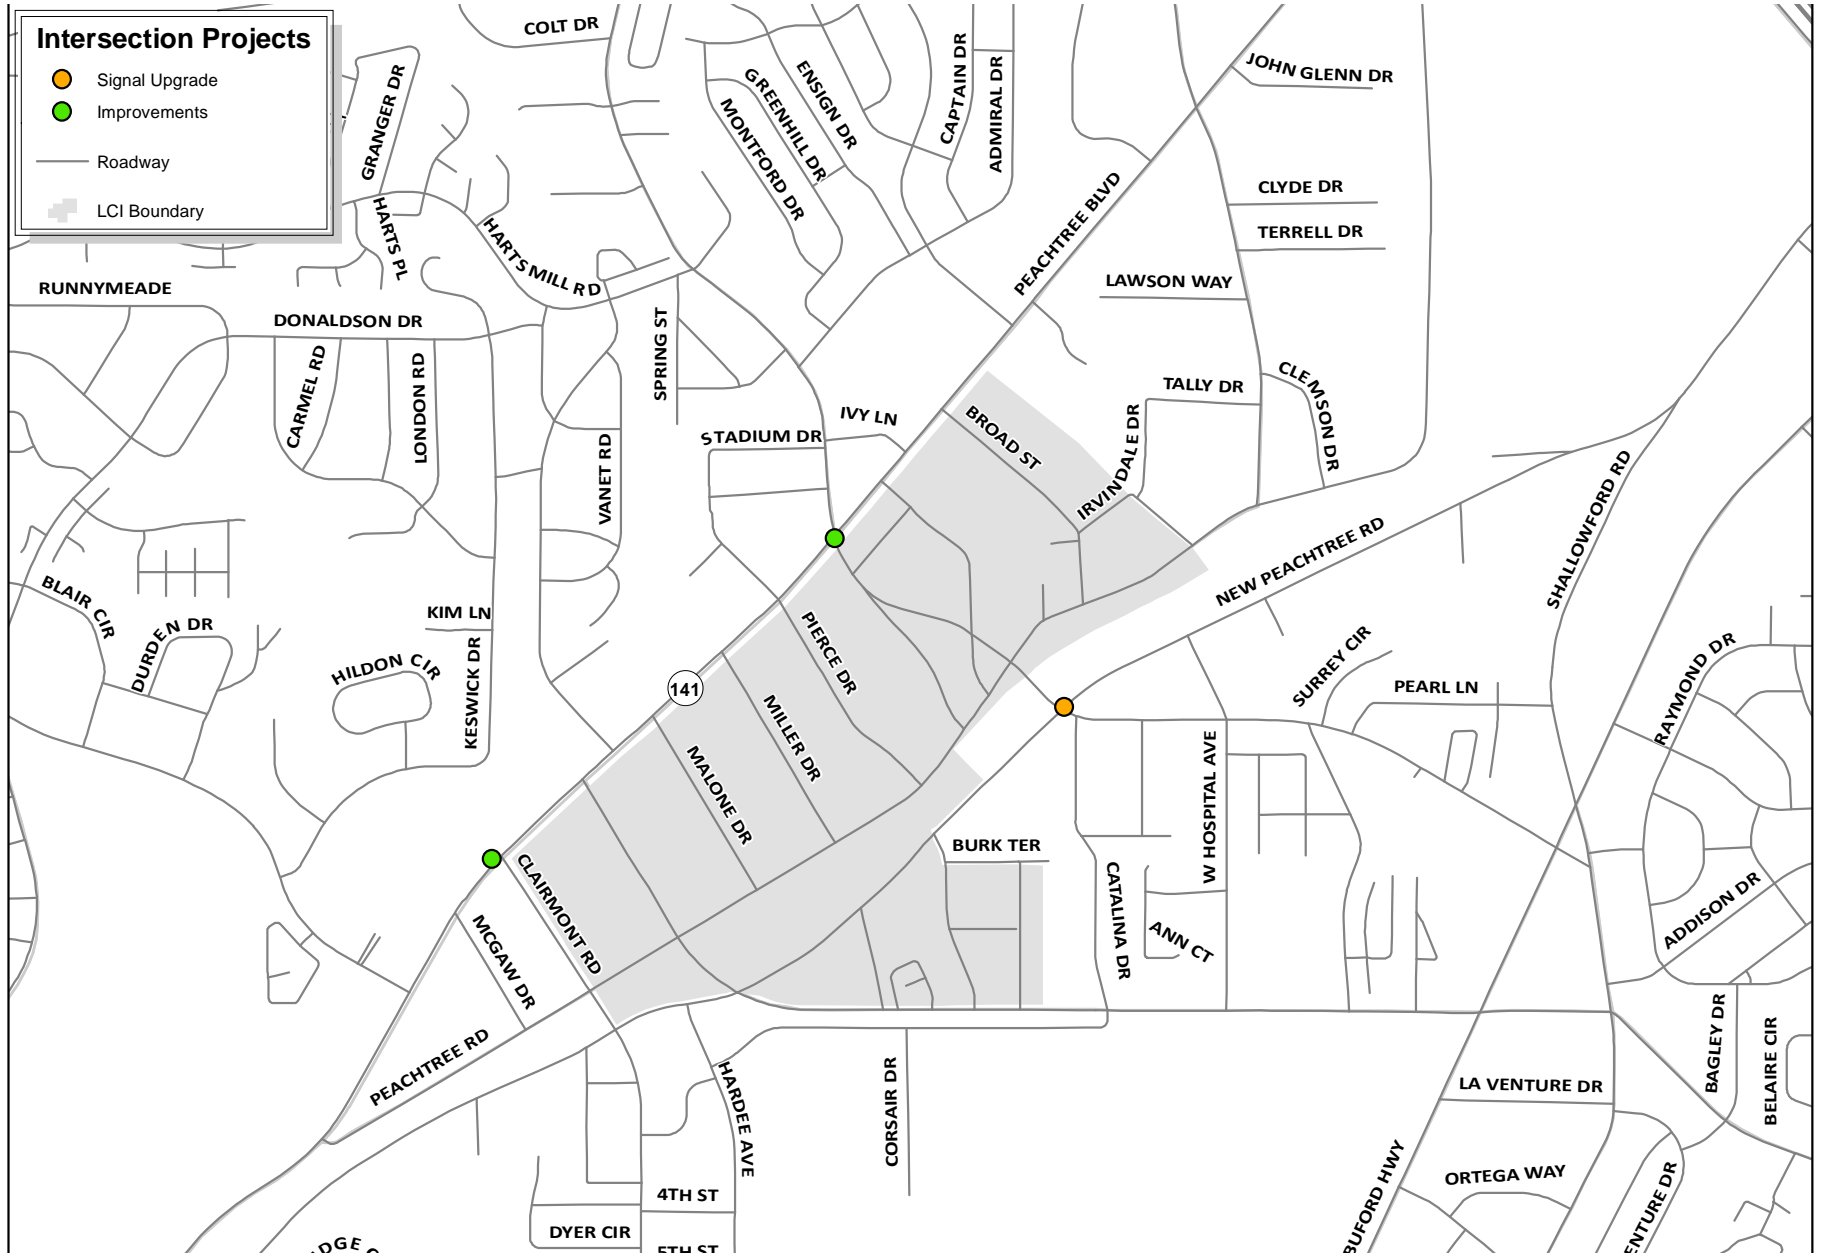 Intersection Projects
Signal Upgrade
Improvements
Roadway
LCI Boundary
COLT DR
GRANGER DR
HARTS PL
HARTS MILL RD
GREENHILL DR
ENSIGN DR
MONTFORD DR
CAPTAIN DR
ADMIRAL DR
JOHN GLENN DR
PEACHTREE BLVD
CLYDE DR
TERRELL DR
LAWSON WAY
RUNNYMEADE
DONALDSON DR
CARMEL RD
LONDON RD
SPRING ST
VANET RD
STADIUM DR
IVY LN
BROAD ST
TALLY DR
IRVINDALE DR
CLEMSON DR
NEW PEACHTREE RD
SHALLOWFORD RD
BLAIR CIR
DURDEN DR
HILDON CIR
KIM LN
KESWICK DR
141
PIERCE DR
MILLER DR
MALONE DR
SURREY CIR
PEARL LN
RAYMOND DR
W HOSPITAL AVE
BURK TER
CLAIRMONT RD
MCGAW DR
CATALINA DR
ANN CT
ADDISON DR
PEACHTREE RD
HARDEE AVE
CORSAIR DR
LA VENTURE DR
BAGLEY DR
BELAIRE CIR
BUFORD HWY
ORTEGA WAY
ENTURE DR
4TH ST
DYER CIR
5TH ST
DGE C